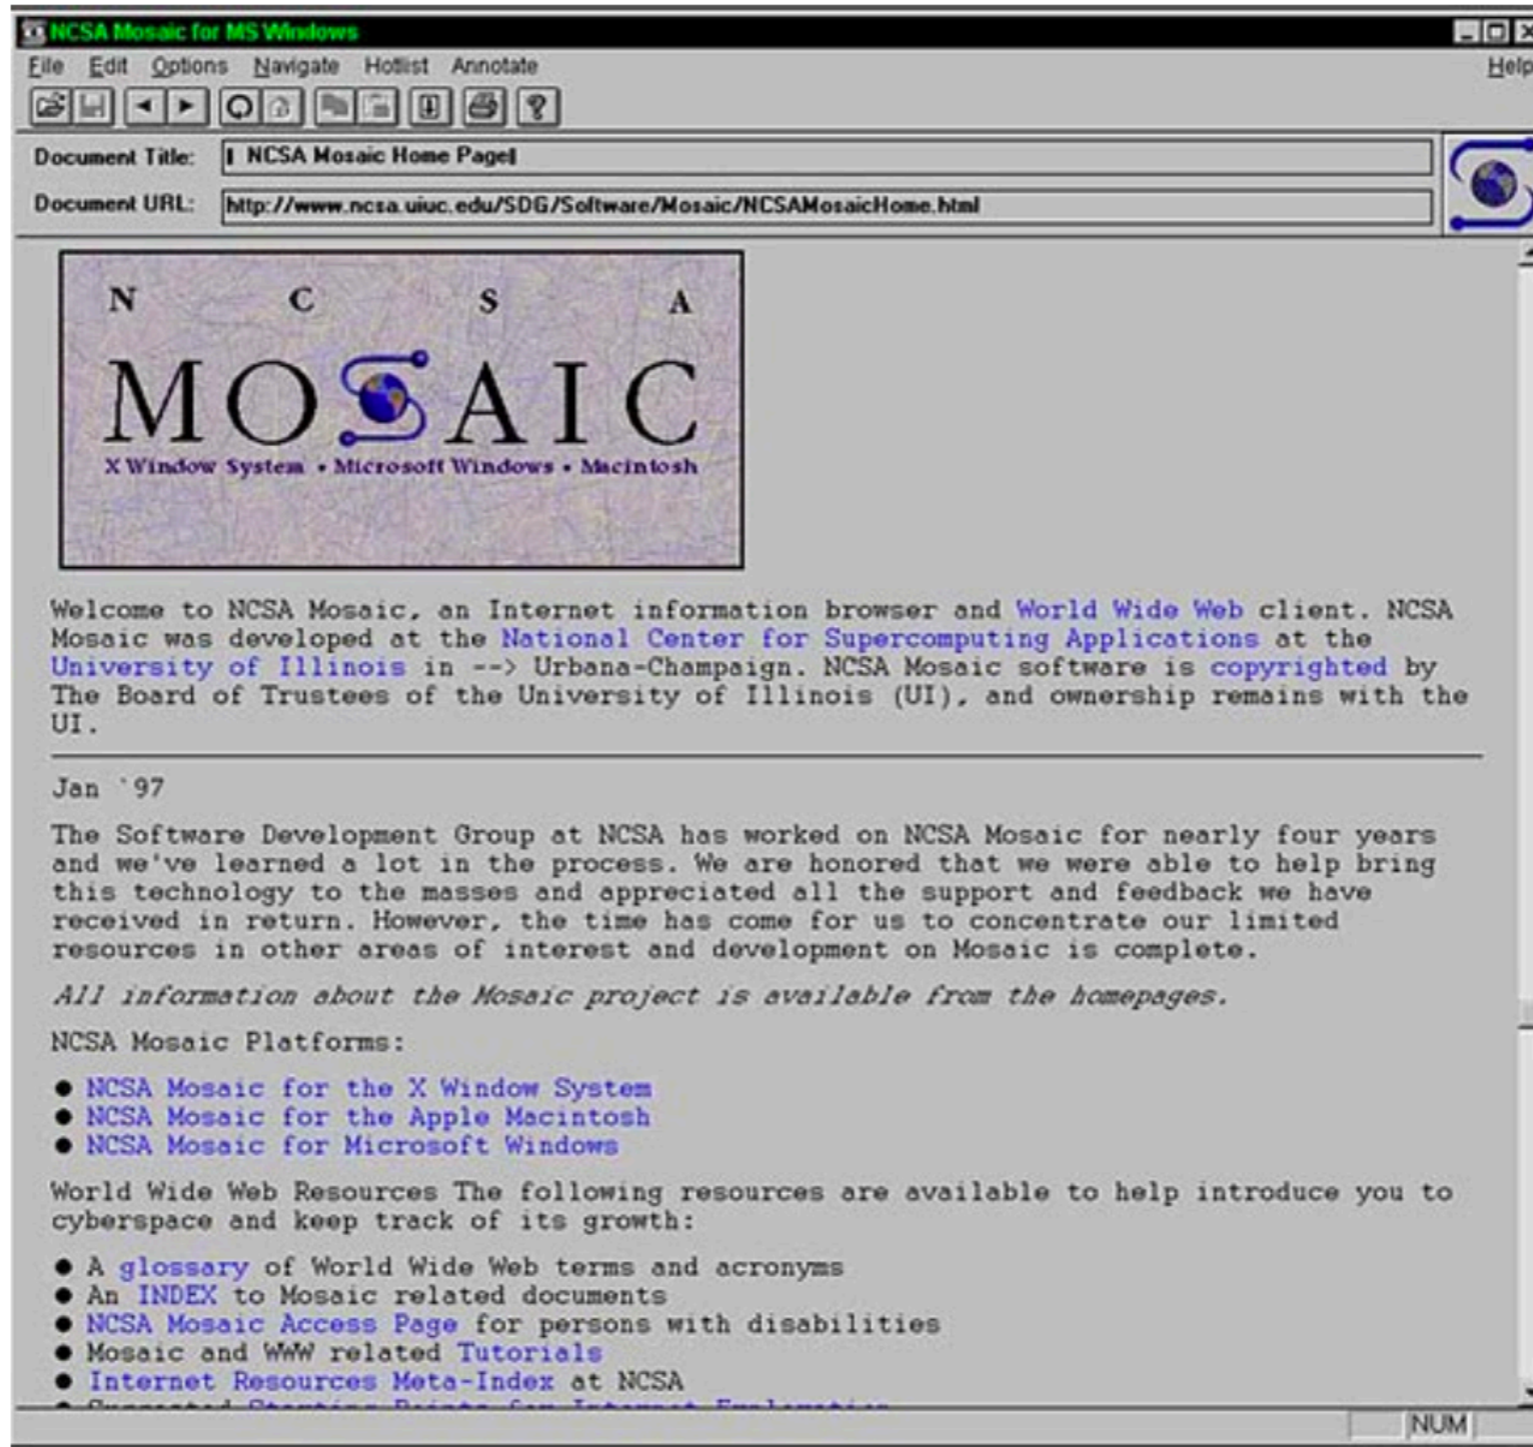 NCSA Mosaic for MS Windows
File Edit Options Navigate Hotlist Annotate Help
Document Title: NCSA Mosaic Home Page
Document URL: http://www.ncsa.uiuc.edu/SDG/Software/Mosaic/NCSAMosaicHome.html
N C S A
MOSAIC
X Window System • Microsoft Windows • Macintosh
Welcome to NCSA Mosaic, an Internet information browser and World Wide Web client. NCSA
Mosaic was developed at the National Center for Supercomputing Applications at the
University of Illinois in --> Urbana-Champaign. NCSA Mosaic software is copyrighted by
The Board of Trustees of the University of Illinois (UI), and ownership remains with the
UI.
Jan `97
The Software Development Group at NCSA has worked on NCSA Mosaic for nearly four years
and we've learned a lot in the process. We are honored that we were able to help bring
this technology to the masses and appreciated all the support and feedback we have
received in return. However, the time has come for us to concentrate our limited
resources in other areas of interest and development on Mosaic is complete.
All information about the Mosaic project is available from the homepages.
NCSA Mosaic Platforms:
● NCSA Mosaic for the X Window System
● NCSA Mosaic for the Apple Macintosh
● NCSA Mosaic for Microsoft Windows
World Wide Web Resources The following resources are available to help introduce you to
cyberspace and keep track of its growth:
● A glossary of World Wide Web terms and acronyms
● An INDEX to Mosaic related documents
● NCSA Mosaic Access Page for persons with disabilities
● Mosaic and WWW related Tutorials
● Internet Resources Meta-Index at NCSA
● Suggested Starting Points for Internet Exploration
NUM